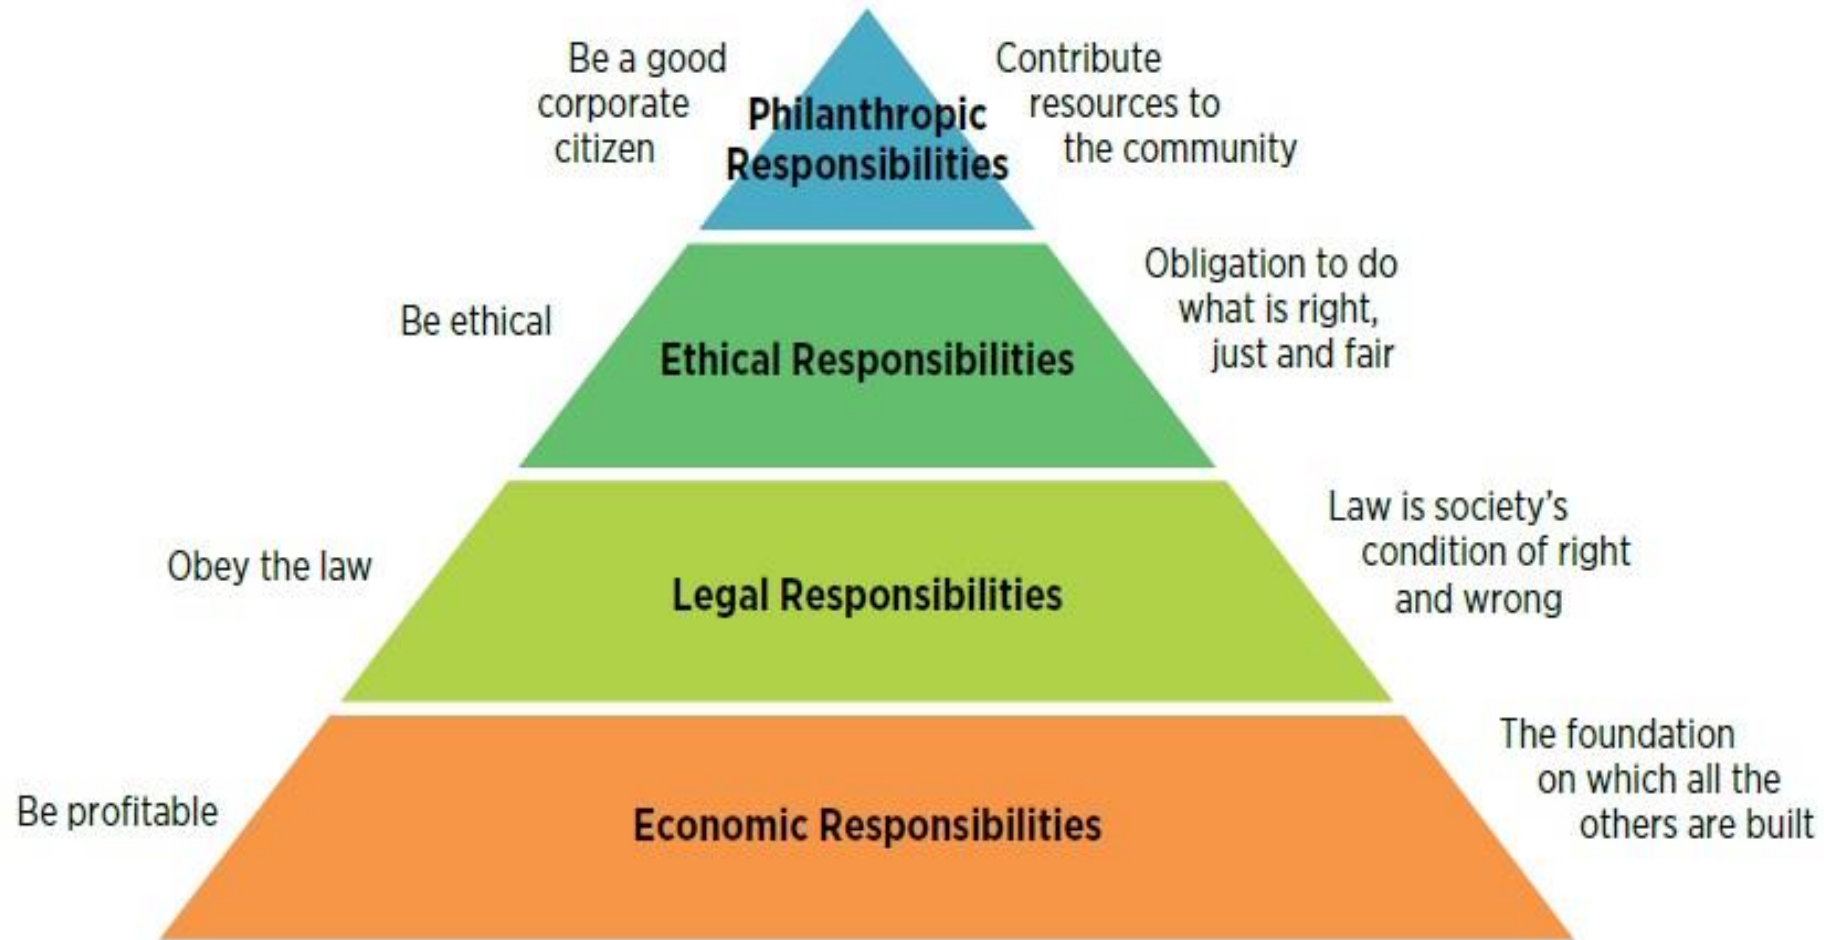 Be a good
corporate
citizen
Philanthropic
Responsibilities
Contribute
resources to
the community
Be ethical
Ethical Responsibilities
Obligation to do
what is right,
just and fair
Obey the law
Legal Responsibilities
Law is society’s
condition of right
and wrong
Be profitable
Economic Responsibilities
The foundation
on which all the
others are built